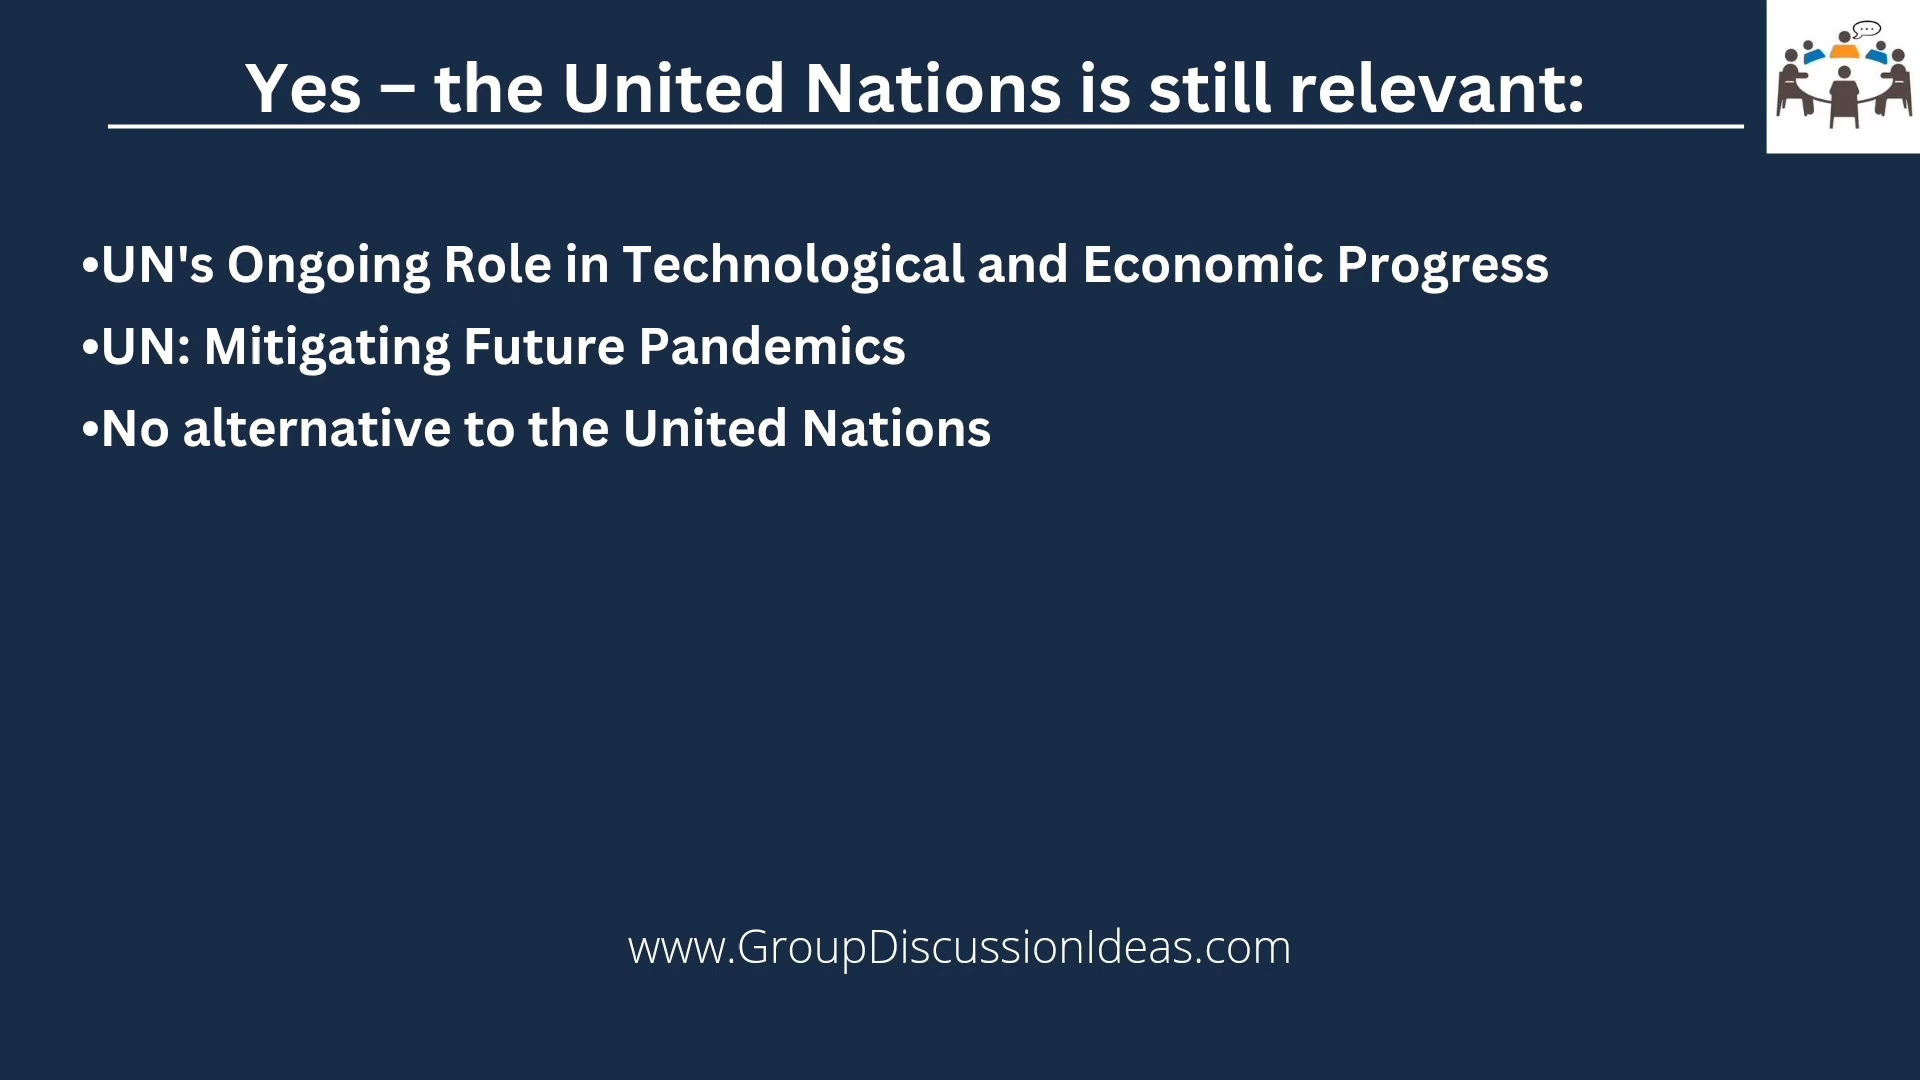 Yes – the United Nations is still relevant:
•UN's Ongoing Role in Technological and Economic Progress
•UN: Mitigating Future Pandemics
•No alternative to the United Nations
www.GroupDiscussionIdeas.com